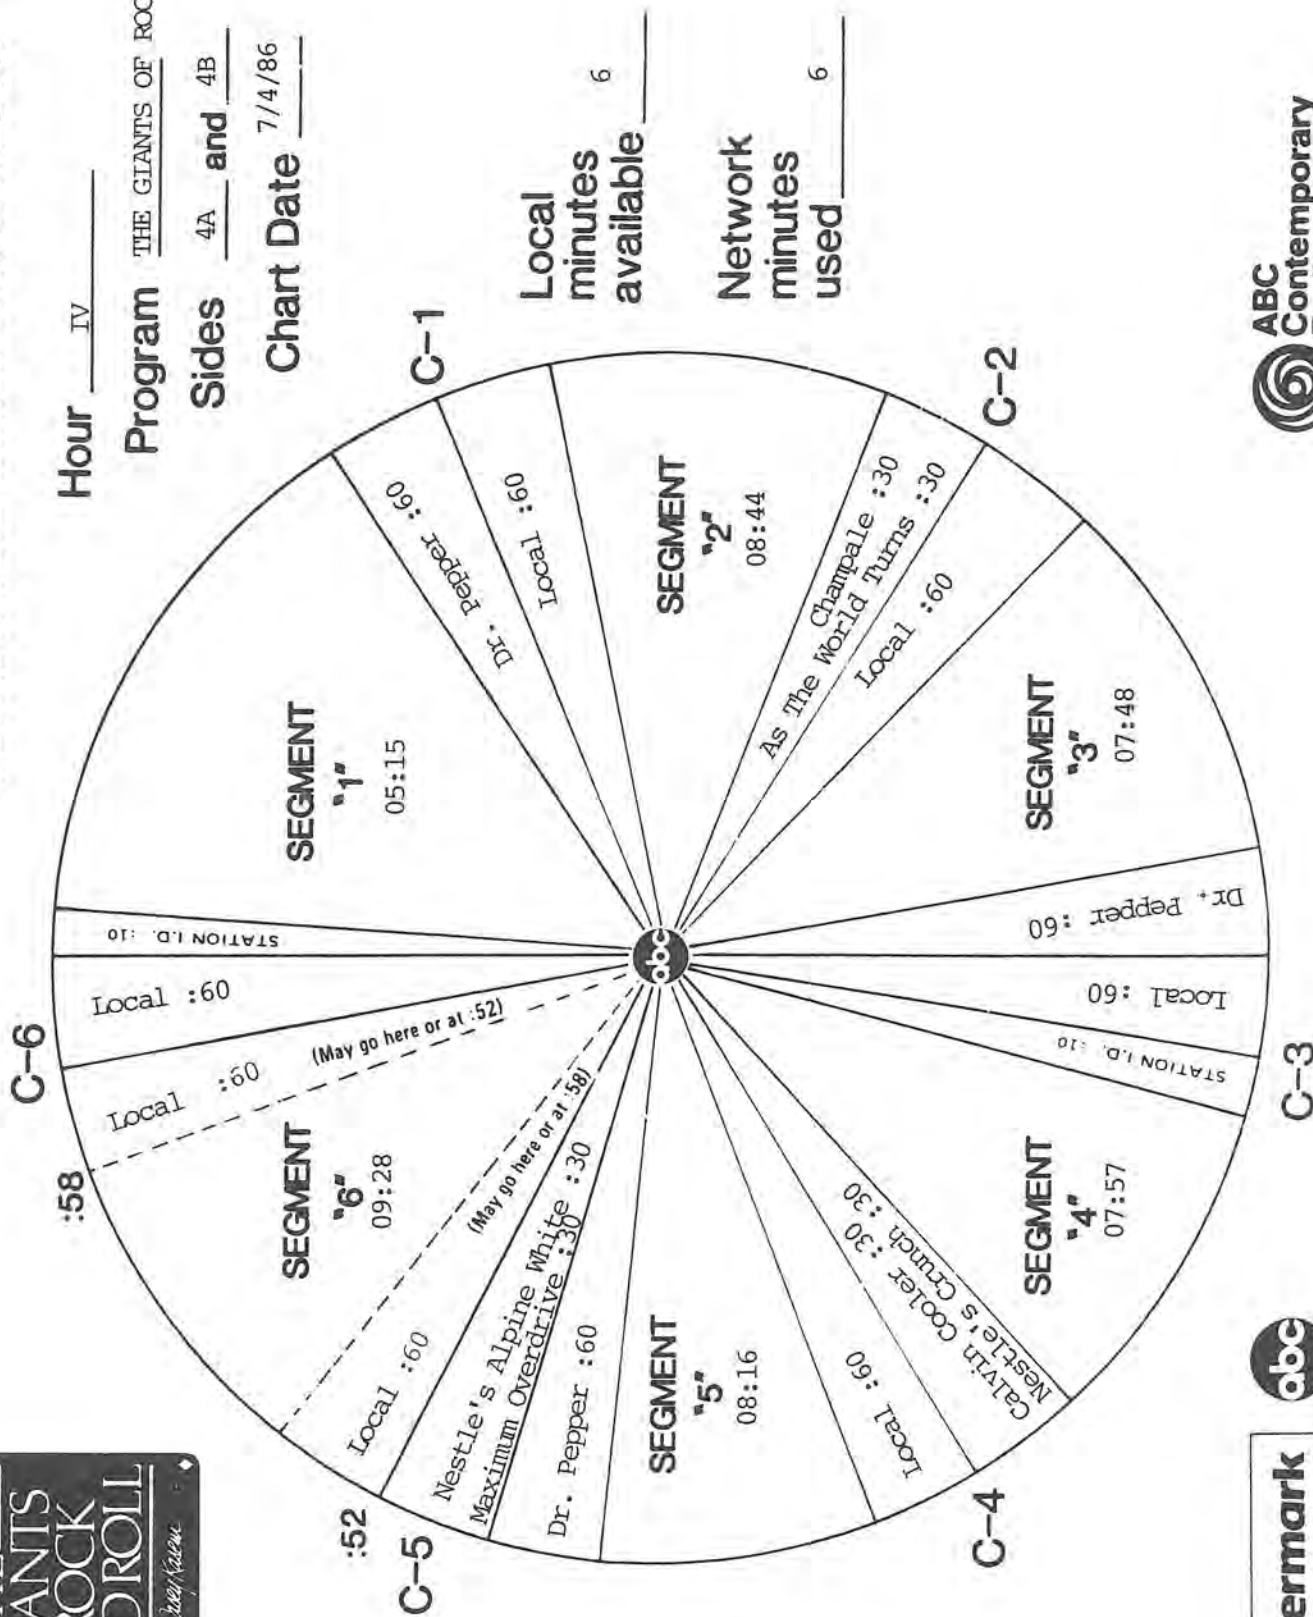 ANTS
ROCK
DROLL
Casey Kasem
Hour IV
Program THE GIANTS OF ROC
Sides 4A and 4B
Chart Date 7/4/86
Local
minutes
available 6
Network
minutes
used 6
C-6
STATION I.D. :10
SEGMENT
"1"
05:15
Dr. Pepper :60
C-1
Local :60
SEGMENT
"2"
08:44
Champale :30
As The World Turns :30
C-2
Local :60
SEGMENT
"3"
07:48
Dr. Pepper :60
C-3
Local :60
STATION I.D. :10
SEGMENT
"4"
07:57
Nestle's Crunch :30
Calvin Cooler :30
C-4
Local :60
SEGMENT
"5"
08:16
Dr. Pepper :60
Maximum Overdrive :30
Nestle's Alpine White :30
C-5
:52
Local :60
(May go here or at :58)
SEGMENT
"6"
09:28
:58
Local :60
(May go here or at :52)
Local :60
abc
ermark
abc
ABC
Contemporary